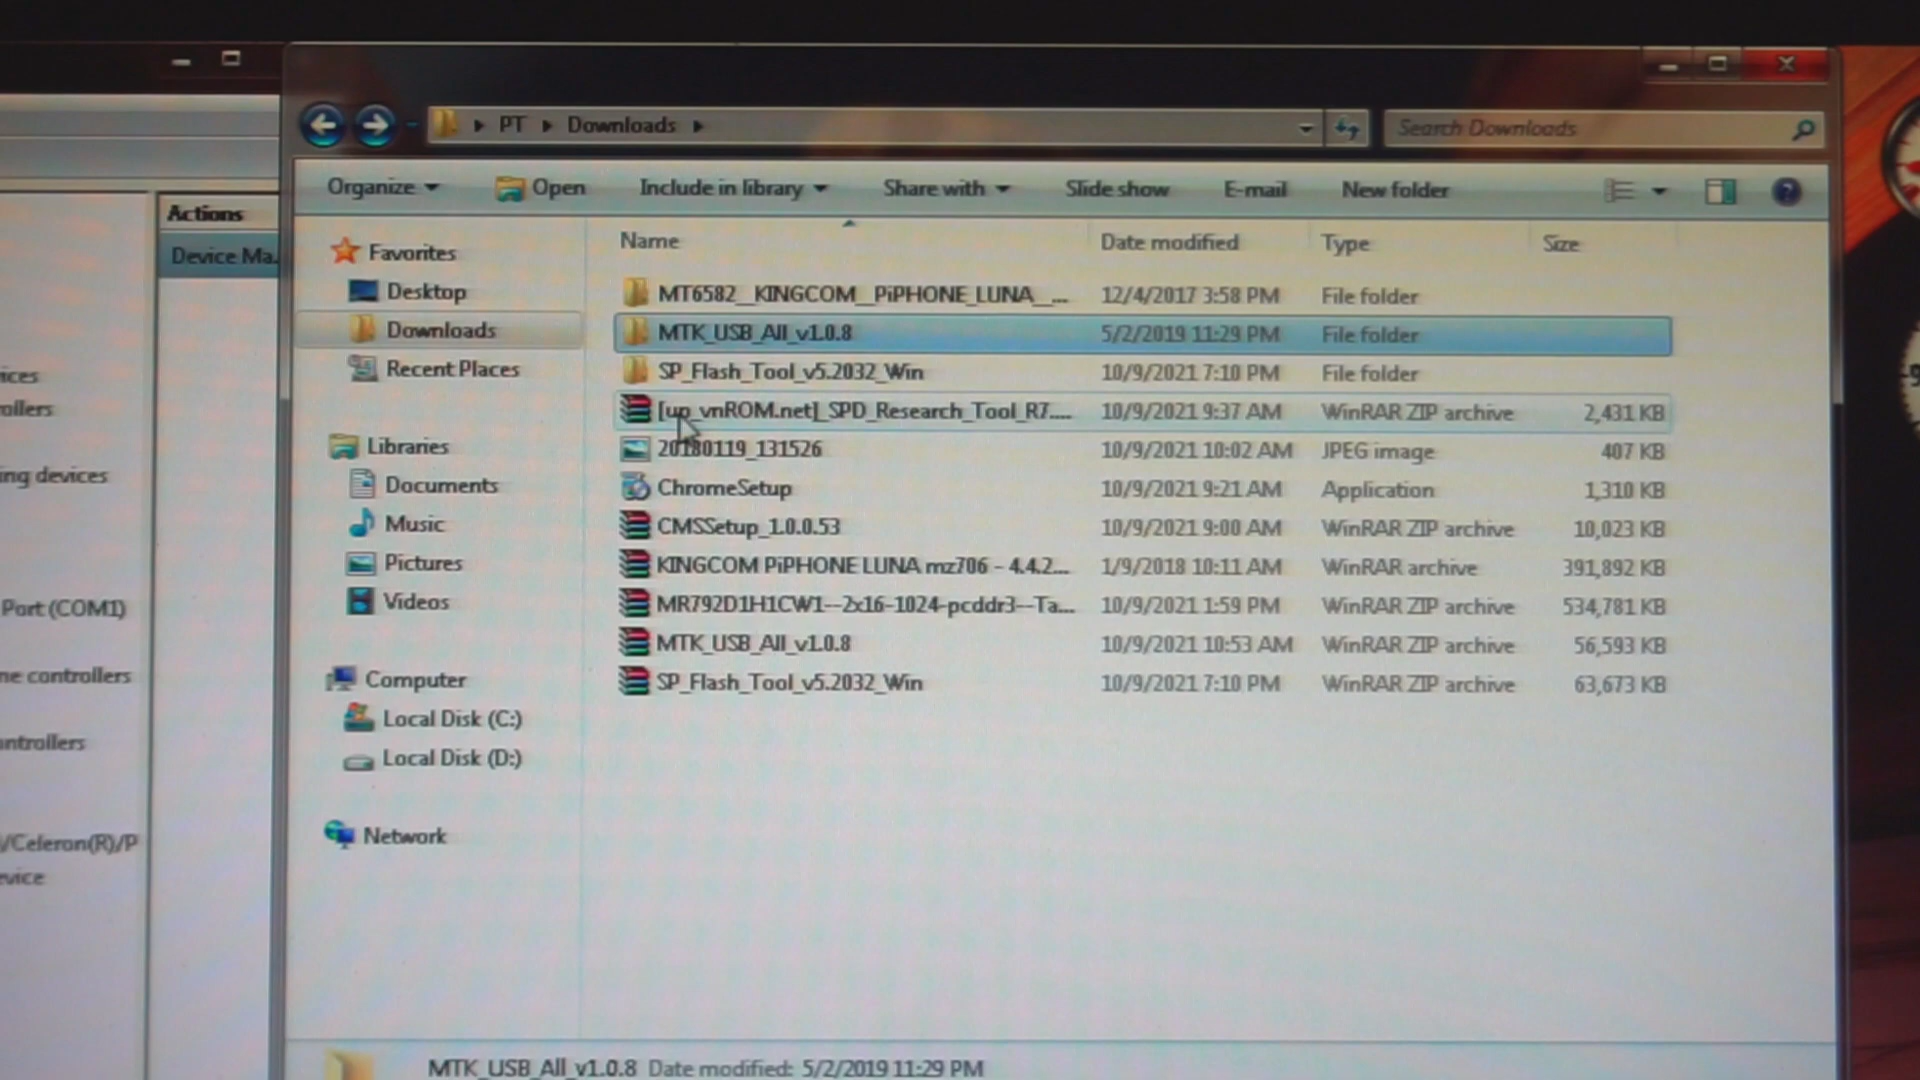 PT Downloads
Search Downloads
Organize Open Include in library Share with Slide show E-mail New folder
Actions
Device Ma..
Name Date modified Type Size
Favorites
Desktop
Downloads
Recent Places
Libraries
Documents
Music
Pictures
Videos
Computer
Local Disk (C:)
Local Disk (D:)
Network
MT6582__KINGCOM__PiPHONE_LUNA__... 12/4/2017 3:58 PM File folder
MTK_USB_All_v1.0.8 5/2/2019 11:29 PM File folder
SP_Flash_Tool_v5.2032_Win 10/9/2021 7:10 PM File folder
[up_vnROM.net]_SPD_Research_Tool_R7.... 10/9/2021 9:37 AM WinRAR ZIP archive 2,431 KB
20180119_131526 10/9/2021 10:02 AM JPEG image 407 KB
ChromeSetup 10/9/2021 9:21 AM Application 1,310 KB
CMSSetup_1.0.0.53 10/9/2021 9:00 AM WinRAR ZIP archive 10,023 KB
KINGCOM PiPHONE LUNA mz706 - 4.4.2... 1/9/2018 10:11 AM WinRAR archive 391,892 KB
MR792D1H1CW1--2x16-1024-pcddr3--Ta... 10/9/2021 1:59 PM WinRAR ZIP archive 534,781 KB
MTK_USB_All_v1.0.8 10/9/2021 10:53 AM WinRAR ZIP archive 56,593 KB
SP_Flash_Tool_v5.2032_Win 10/9/2021 7:10 PM WinRAR ZIP archive 63,673 KB
ices
ollers
ing devices
Port (COM1)
ne controllers
ntrollers
/Celeron(R)/P
evice
MTK_USB_All_v1.0.8 Date modified: 5/2/2019 11:29 PM